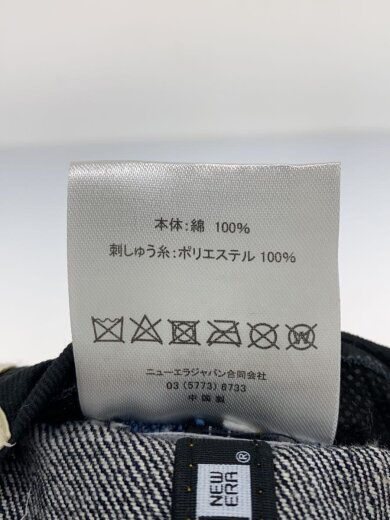 本体:綿 100%
刺しゅう糸:ポリエステル 100%
W
ニューエラジャパン合同会社
03 (5773) 8733
中国製
NEW ERA ®